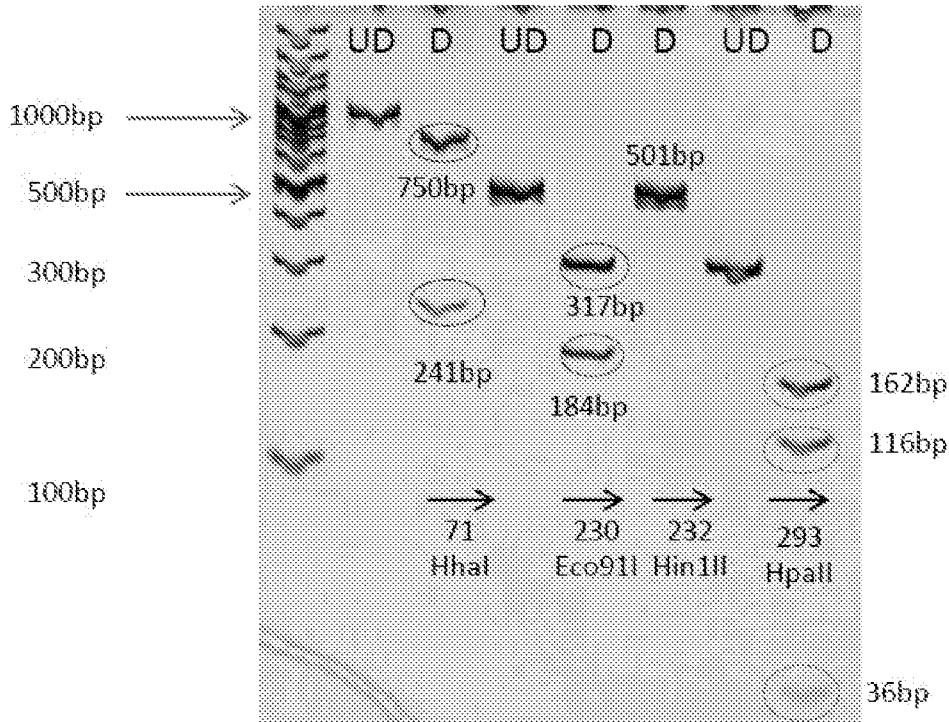 UD D UD D D UD D
1000bp
501bp
750bp
500bp
300bp
317bp
200bp
241bp
184bp
162bp
116bp
100bp
71 230 232 293
HhaI Eco91I Hin1II HpaII
36bp